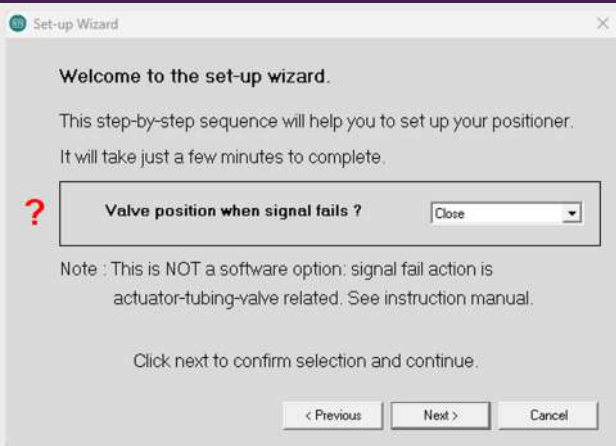 Set-up Wizard
Welcome to the set-up wizard.
This step-by-step sequence will help you to set up your positioner.
It will take just a few minutes to complete.
? Valve position when signal fails ? Close
Note : This is NOT a software option: signal fail action is
actuator-tubing-valve related. See instruction manual.
Click next to confirm selection and continue.
< Previous Next > Cancel